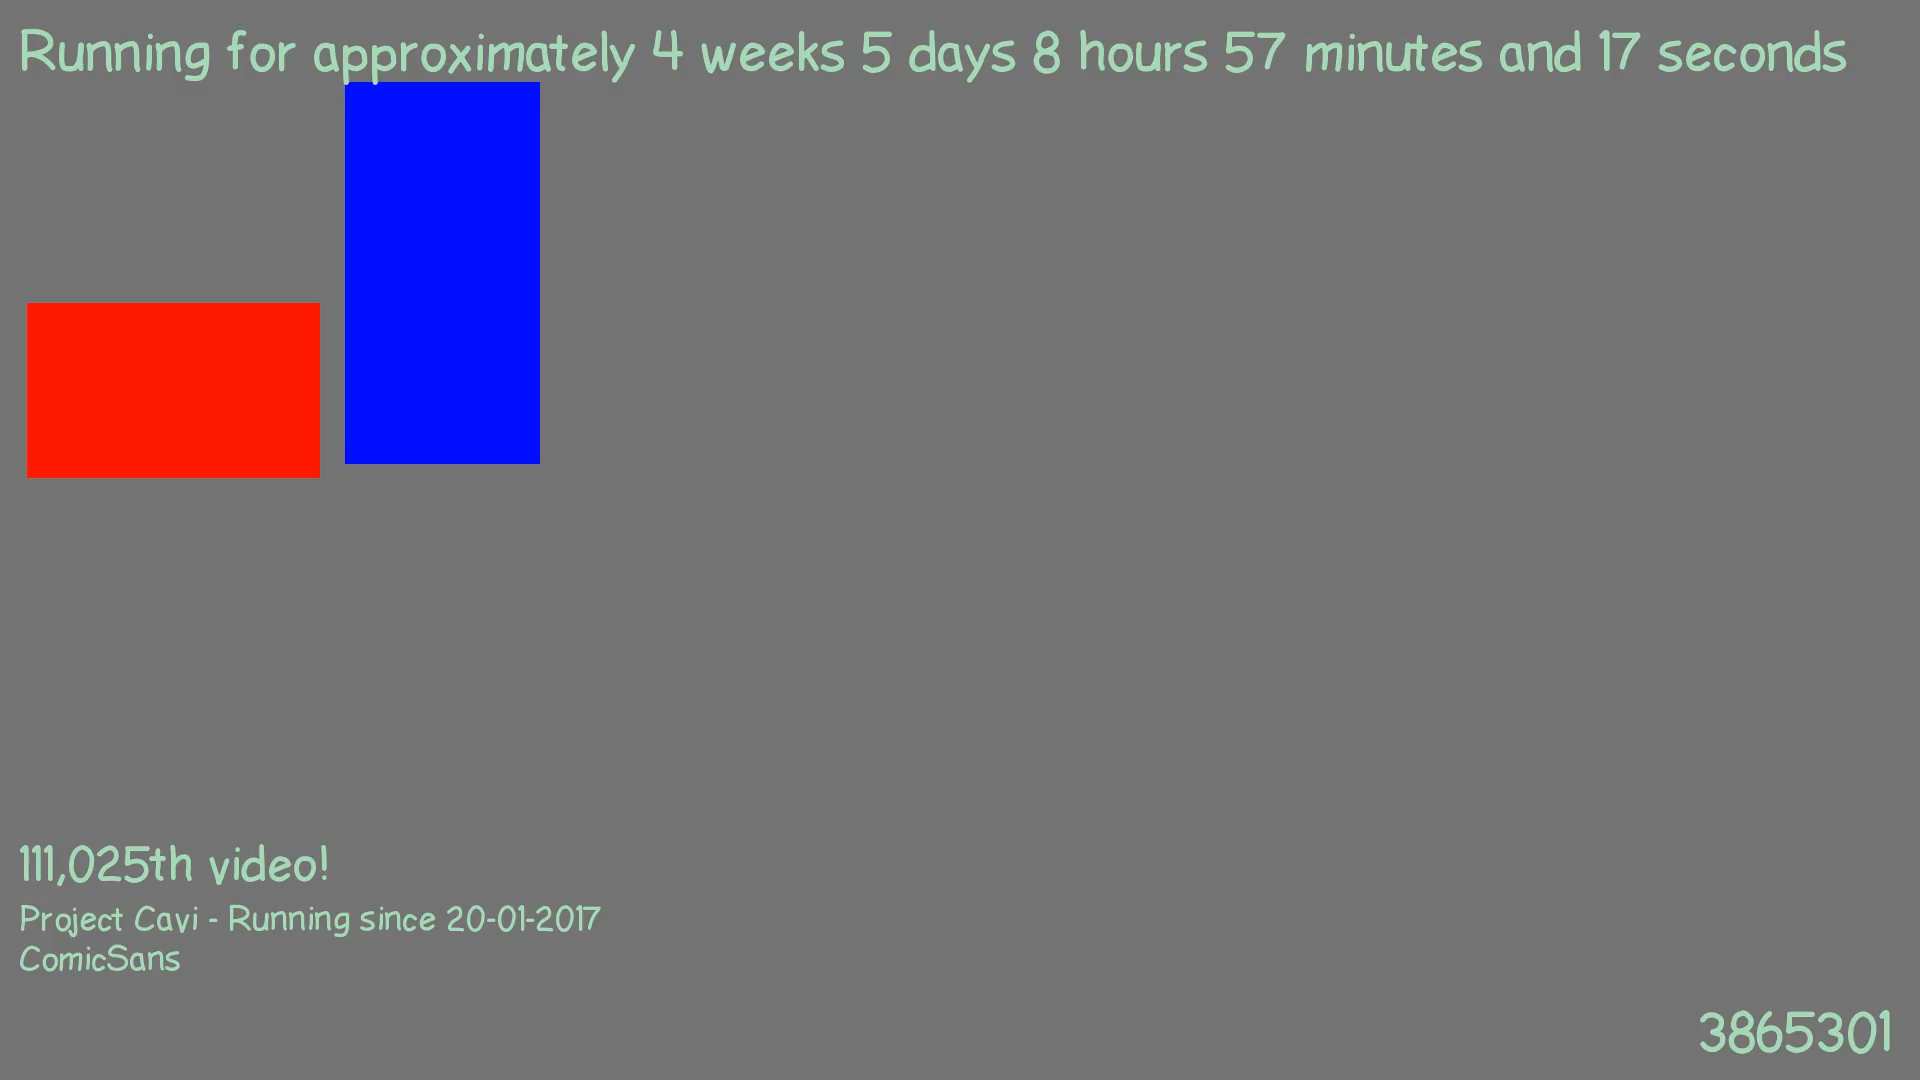 Running for approximately 4 weeks 5 days 8 hours 57 minutes and 17 seconds
111,025th video!
Project Cavi - Running since 20-01-2017
ComicSans
3865301